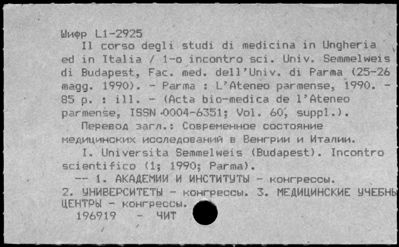 Шифр L1-2925
Il corso degli studi di medicina in Ungheria
ed in Italia / 1-o incontro sci. Univ. Semmelweis
di Budapest, Fac. med. dell'Univ. di Parma (25-26
magg. 1990). - Parma : L'Ateneo parmense, 1990. -
85 p. : ill. - (Acta bio-medica de l'Ateneo
parmense, ISSN 0004-6351; Vol. 60, suppl.).
Перевод загл.: Современное состояние
медицинских исследований в Венгрии и Италии.
I. Universita Semmelweis (Budapest). Incontro
scientifico (1; 1990; Parma).
-- 1. АКАДЕМИИ И ИНСТИТУТЫ - конгрессы.
2. УНИВЕРСИТЕТЫ - конгрессы. 3. МЕДИЦИНСКИЕ УЧЕБНЫ
ЦЕНТРЫ - конгрессы.
196919 - ЧИТ